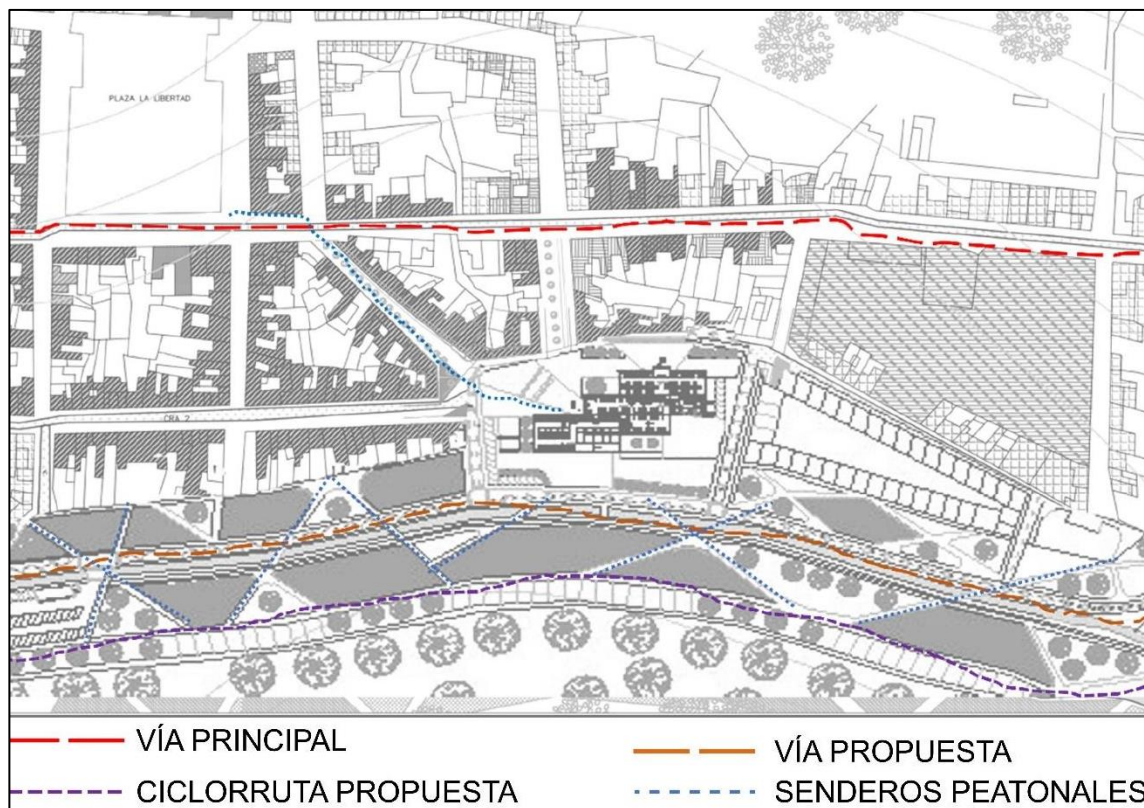 PLAZA LA LIBERTAD
CRA. 2
VÍA PRINCIPAL
VÍA PROPUESTA
CICLORRUTA PROPUESTA
SENDEROS PEATONALES